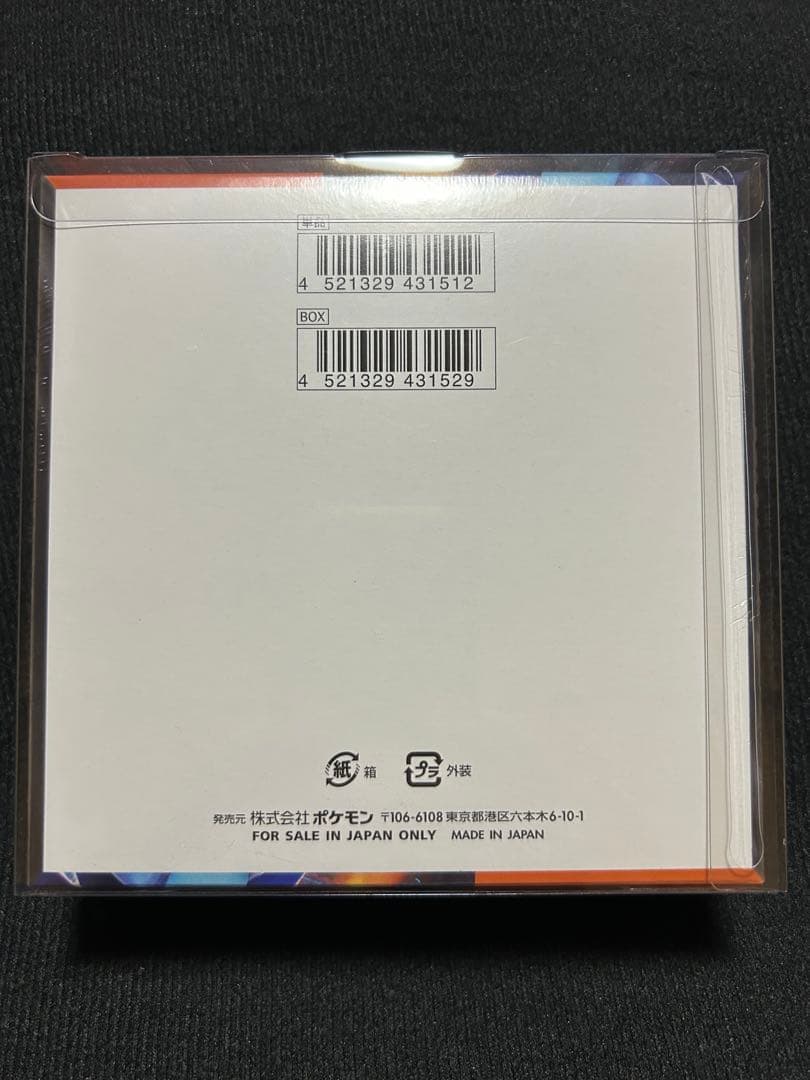 単品
4 521329 431512
BOX
4 521329 431529
紙 箱 プラ 外装
発売元 株式会社 ポケモン 〒106-6108 東京都港区六本木6-10-1
FOR SALE IN JAPAN ONLY MADE IN JAPAN